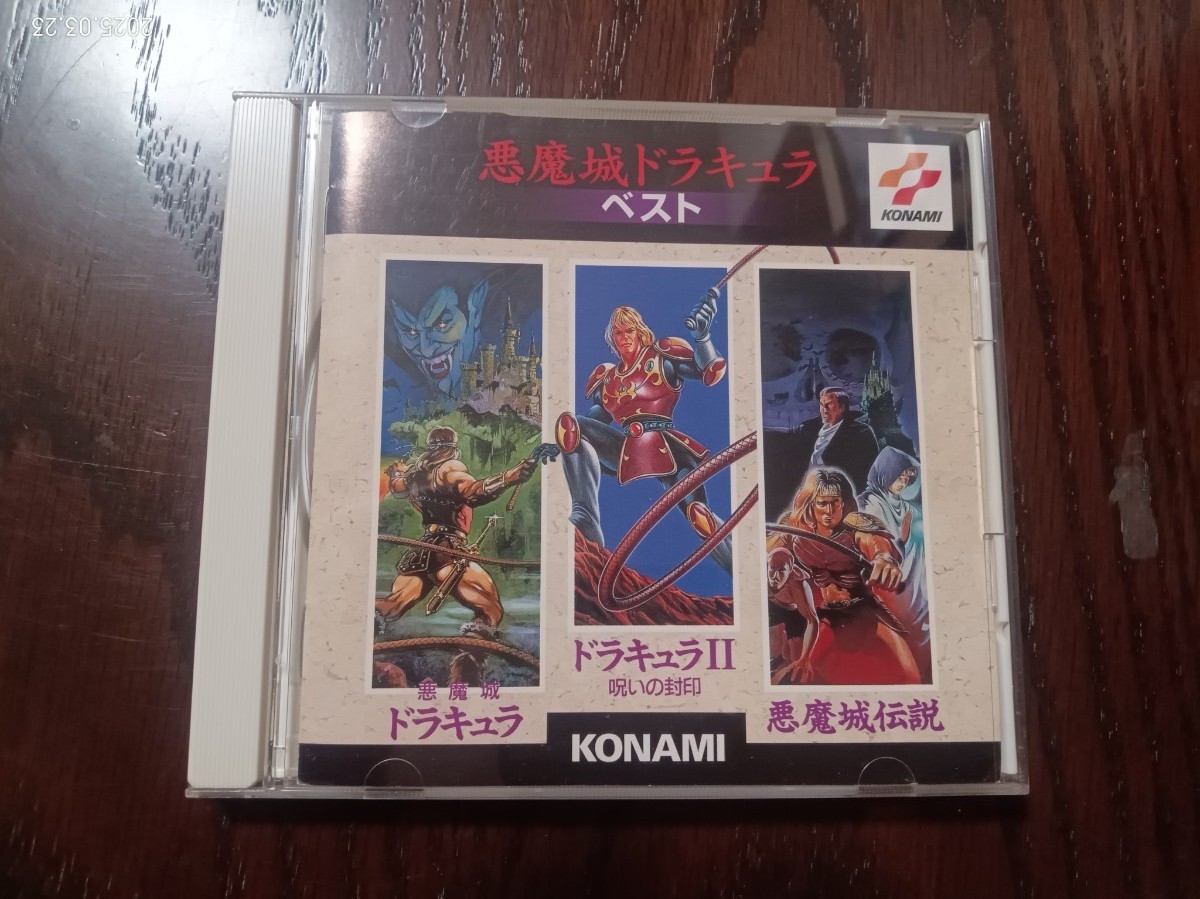 2025.03.23
悪魔城ドラキュラ
ベスト
KONAMI
悪魔城
ドラキュラ
ドラキュラII
呪いの封印
悪魔城伝説
KONAMI